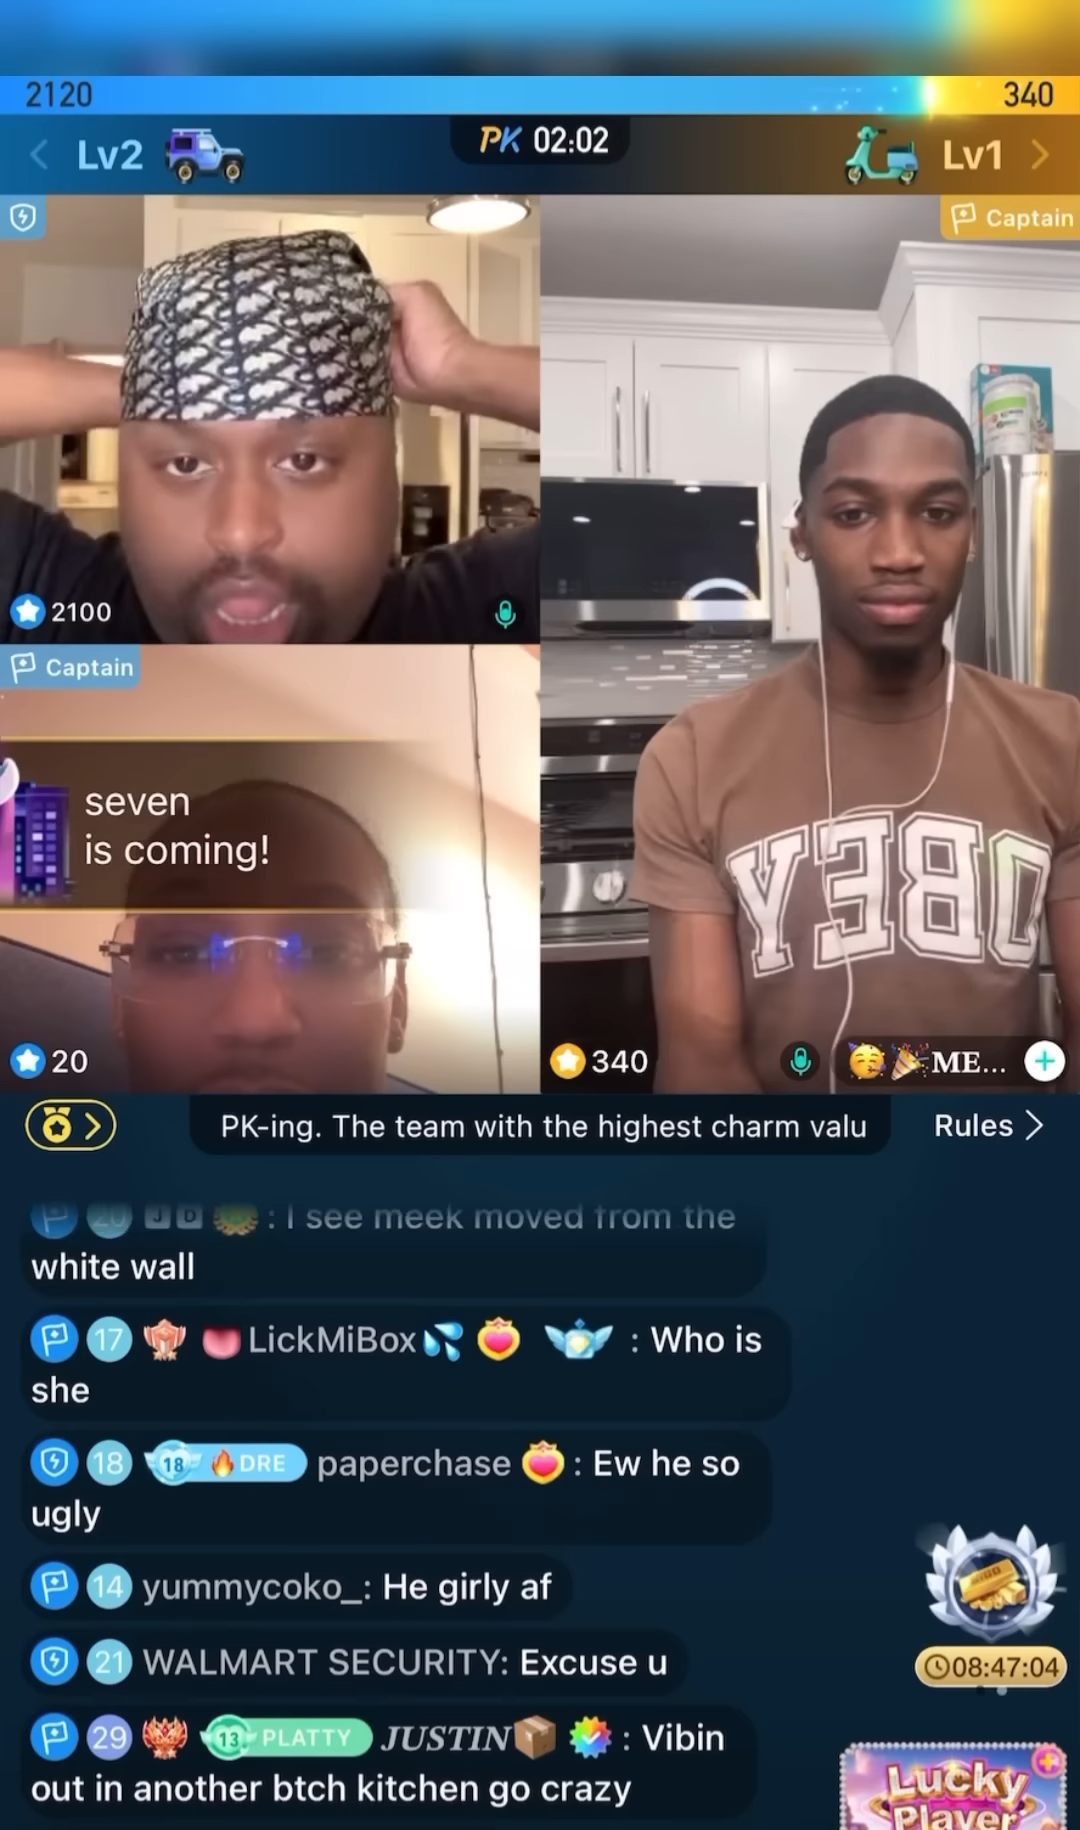 2120
340
Lv2
PK 02:02
Lv1
Captain
2100
Captain
seven
is coming!
YEBO
20
340
ME...
PK-ing. The team with the highest charm valu
Rules
20 J D : I see meek moved from the
white wall
17 👅LickMiBox💦 : Who is
she
18 18 🔥DRE paperchase : Ew he so
ugly
14 yummycoko_: He girly af
21 WALMART SECURITY: Excuse u
08:47:04
29 13 PLATTY JUSTIN📦 : Vibin
out in another btch kitchen go crazy
Lucky
Player